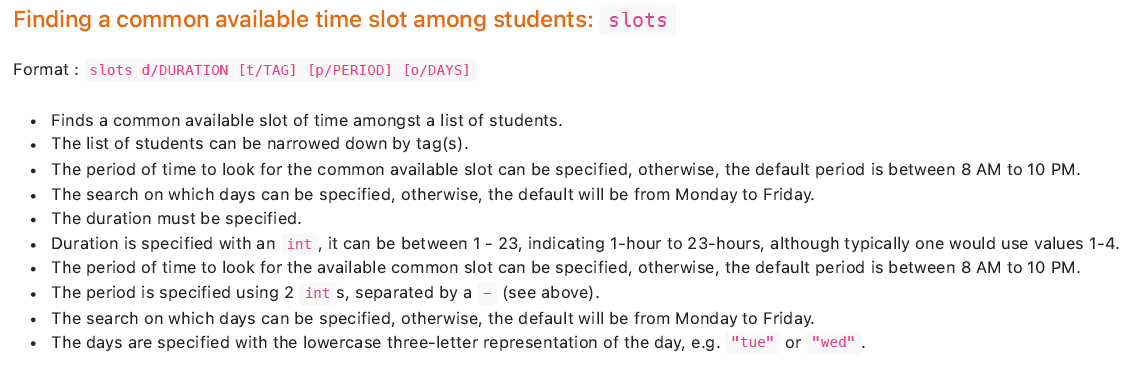 Finding a common available time slot among students: slots
Format : slots d/DURATION [t/TAG] [p/PERIOD] [o/DAYS]
• Finds a common available slot of time amongst a list of students.
• The list of students can be narrowed down by tag(s).
• The period of time to look for the common available slot can be specified, otherwise, the default period is between 8 AM to 10 PM.
• The search on which days can be specified, otherwise, the default will be from Monday to Friday.
• The duration must be specified.
• Duration is specified with an int, it can be between 1 - 23, indicating 1-hour to 23-hours, although typically one would use values 1-4.
• The period of time to look for the available common slot can be specified, otherwise, the default period is between 8 AM to 10 PM.
• The period is specified using 2 int s, separated by a – (see above).
• The search on which days can be specified, otherwise, the default will be from Monday to Friday.
• The days are specified with the lowercase three-letter representation of the day, e.g. "tue" or "wed".